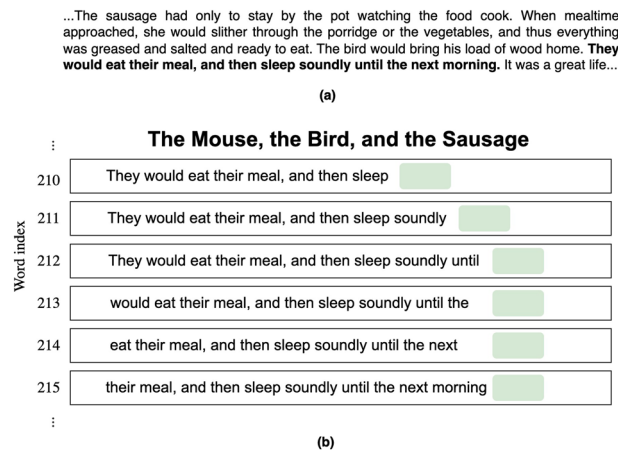 ...The sausage had only to stay by the pot watching the food cook. When mealtime
approached, she would slither through the porridge or the vegetables, and thus everything
was greased and salted and ready to eat. The bird would bring his load of wood home. They
would eat their meal, and then sleep soundly until the next morning. It was a great life...
(a)
The Mouse, the Bird, and the Sausage
⋮
210 They would eat their meal, and then sleep
211 They would eat their meal, and then sleep soundly
212 They would eat their meal, and then sleep soundly until
213 would eat their meal, and then sleep soundly until the
214 eat their meal, and then sleep soundly until the next
215 their meal, and then sleep soundly until the next morning
⋮
Word index
(b)